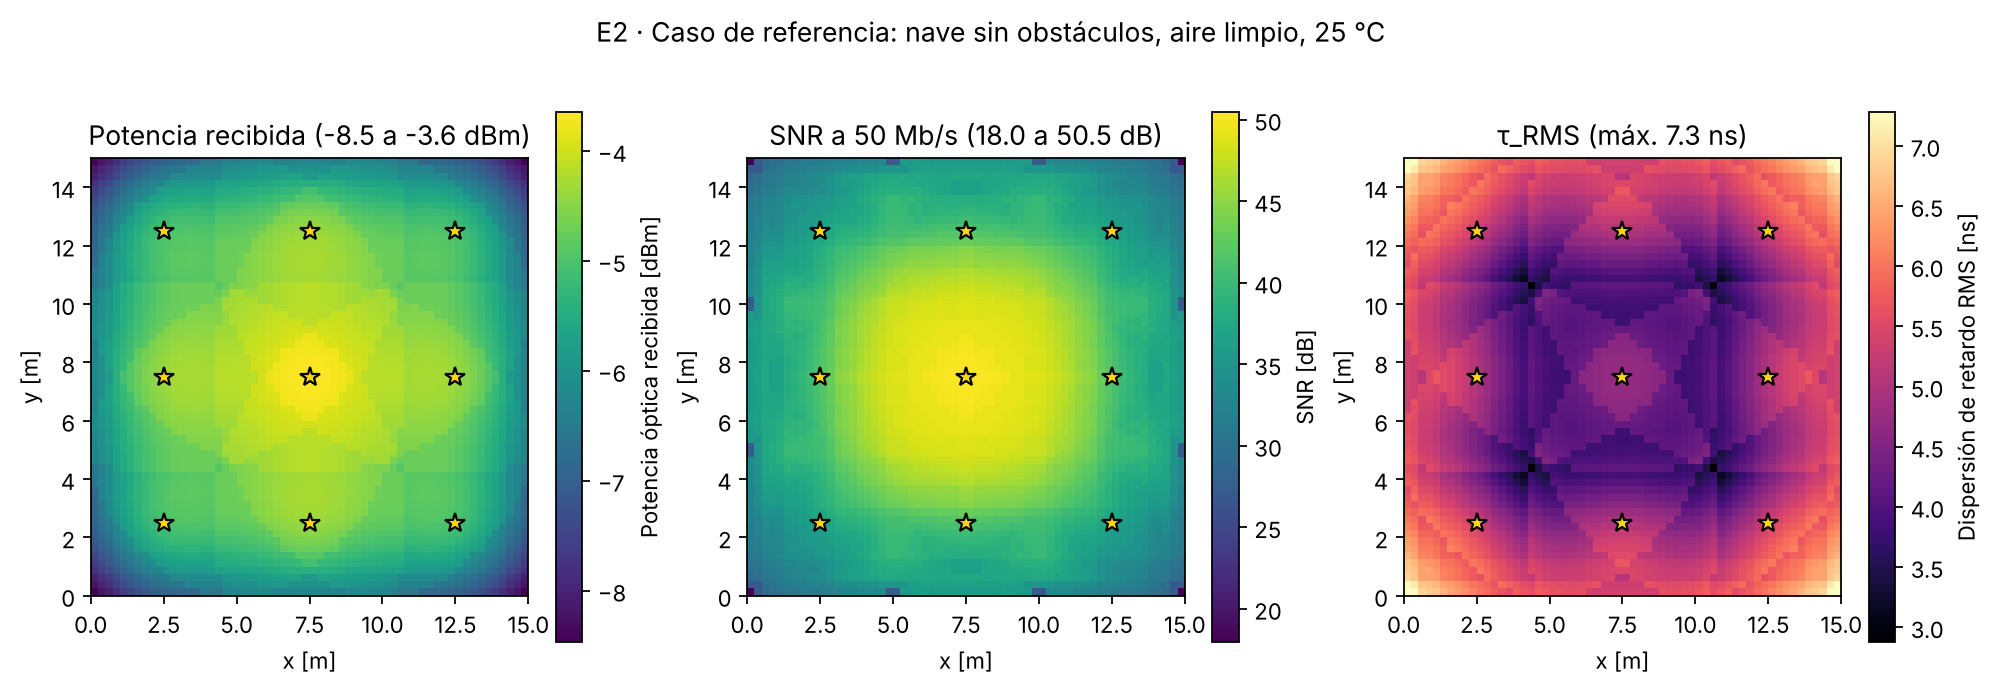 E2 · Caso de referencia: nave sin obstáculos, aire limpio, 25 °C
Potencia recibida (-8.5 a -3.6 dBm)
y [m]
14
12
10
8
6
4
2
0
0.0 2.5 5.0 7.5 10.0 12.5 15.0
x [m]
−4
−5
−6
−7
−8
Potencia óptica recibida [dBm]
SNR a 50 Mb/s (18.0 a 50.5 dB)
y [m]
14
12
10
8
6
4
2
0
0.0 2.5 5.0 7.5 10.0 12.5 15.0
x [m]
50
45
40
35
30
25
20
SNR [dB]
τ_RMS (máx. 7.3 ns)
y [m]
14
12
10
8
6
4
2
0
0.0 2.5 5.0 7.5 10.0 12.5 15.0
x [m]
7.0
6.5
6.0
5.5
5.0
4.5
4.0
3.5
3.0
Dispersión de retardo RMS [ns]